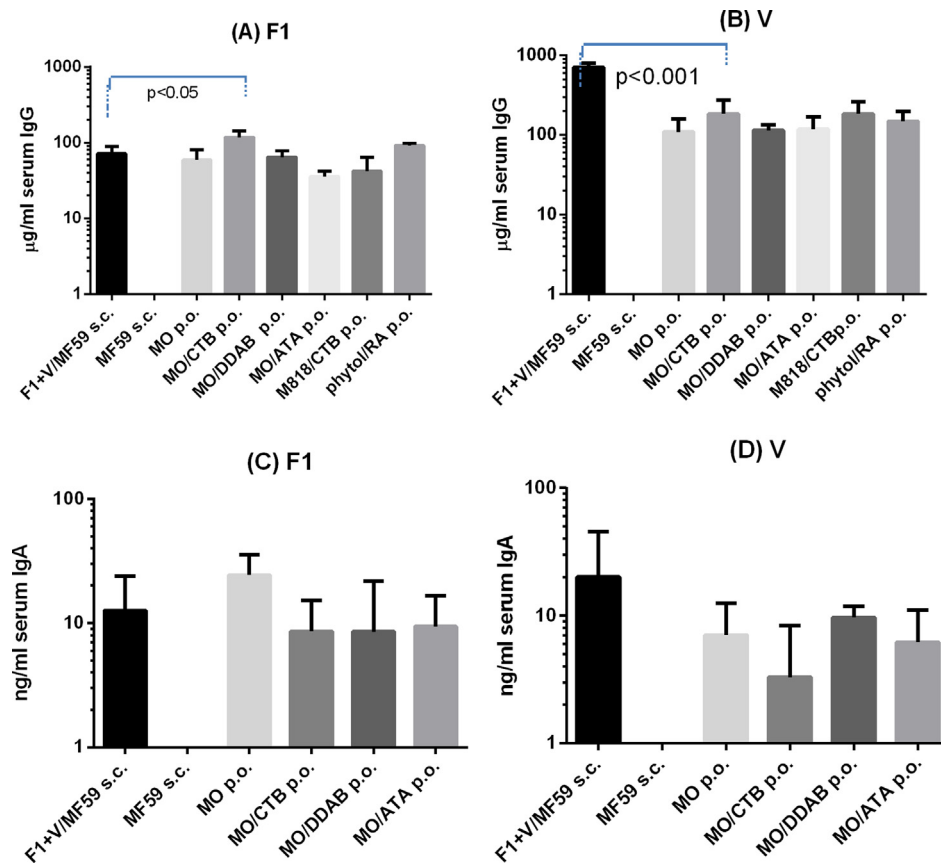 (A) F1
1000
100
10
1
µg/ml serum IgG
p<0.05
F1+V/MF59 s.c.
MF59 s.c.
MO p.o.
MO/CTB p.o.
MO/DDAB p.o.
MO/ATA p.o.
M818/CTB p.o.
phytol/RA p.o.
(B) V
1000
100
10
1
µg/ml serum IgG
p<0.001
F1+V/MF59 s.c.
MF59 s.c.
MO p.o.
MO/CTB p.o.
MO/DDAB p.o.
MO/ATA p.o.
M818/CTBp.o.
phytol/RA p.o.
(C) F1
100
10
1
ng/ml serum IgA
F1+V/MF59 s.c.
MF59 s.c.
MO p.o.
MO/CTB p.o.
MO/DDAB p.o.
MO/ATA p.o.
(D) V
100
10
1
ng/ml serum IgA
F1+V/MF59 s.c.
MF59 s.c.
MO p.o.
MO/CTB p.o.
MO/DDAB p.o.
MO/ATA p.o.